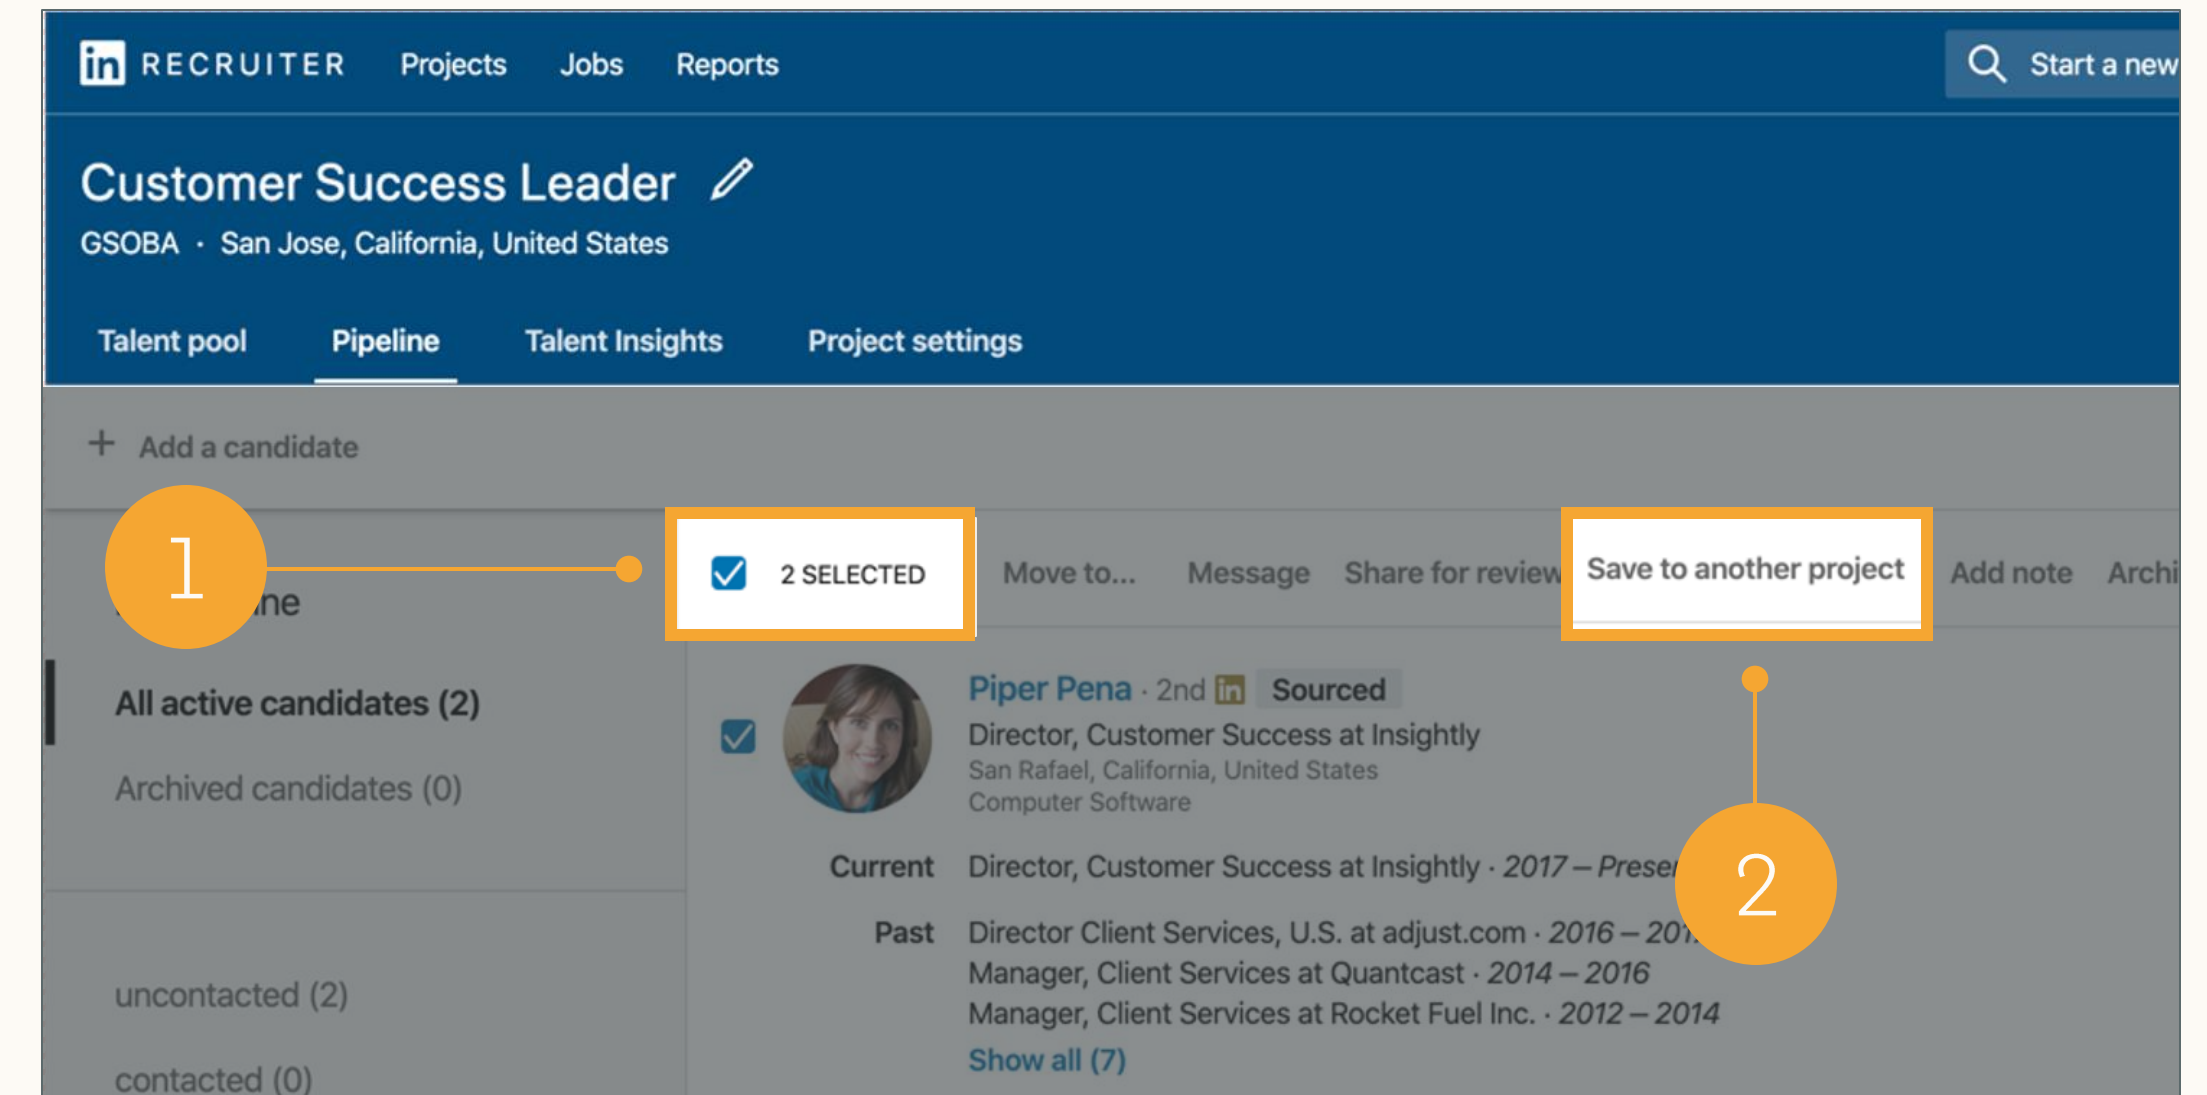 in RECRUITER Projects Jobs Reports Start a new
Customer Success Leader
GSOBA · San Jose, California, United States
Talent pool Pipeline Talent Insights Project settings
+ Add a candidate
1
2 SELECTED Move to... Message Share for review Save to another project Add note
All active candidates (2)
Archived candidates (0)
uncontacted (2)
contacted (0)
Piper Pena · 2nd in Sourced
Director, Customer Success at Insightly
San Rafael, California, United States
Computer Software
Current Director, Customer Success at Insightly · 2017 –
Past Director Client Services, U.S. at adjust.com · 2016 –
Manager, Client Services at Quantcast · 2014 – 2016
Manager, Client Services at Rocket Fuel Inc. · 2012 – 2014
Show all (7)
2